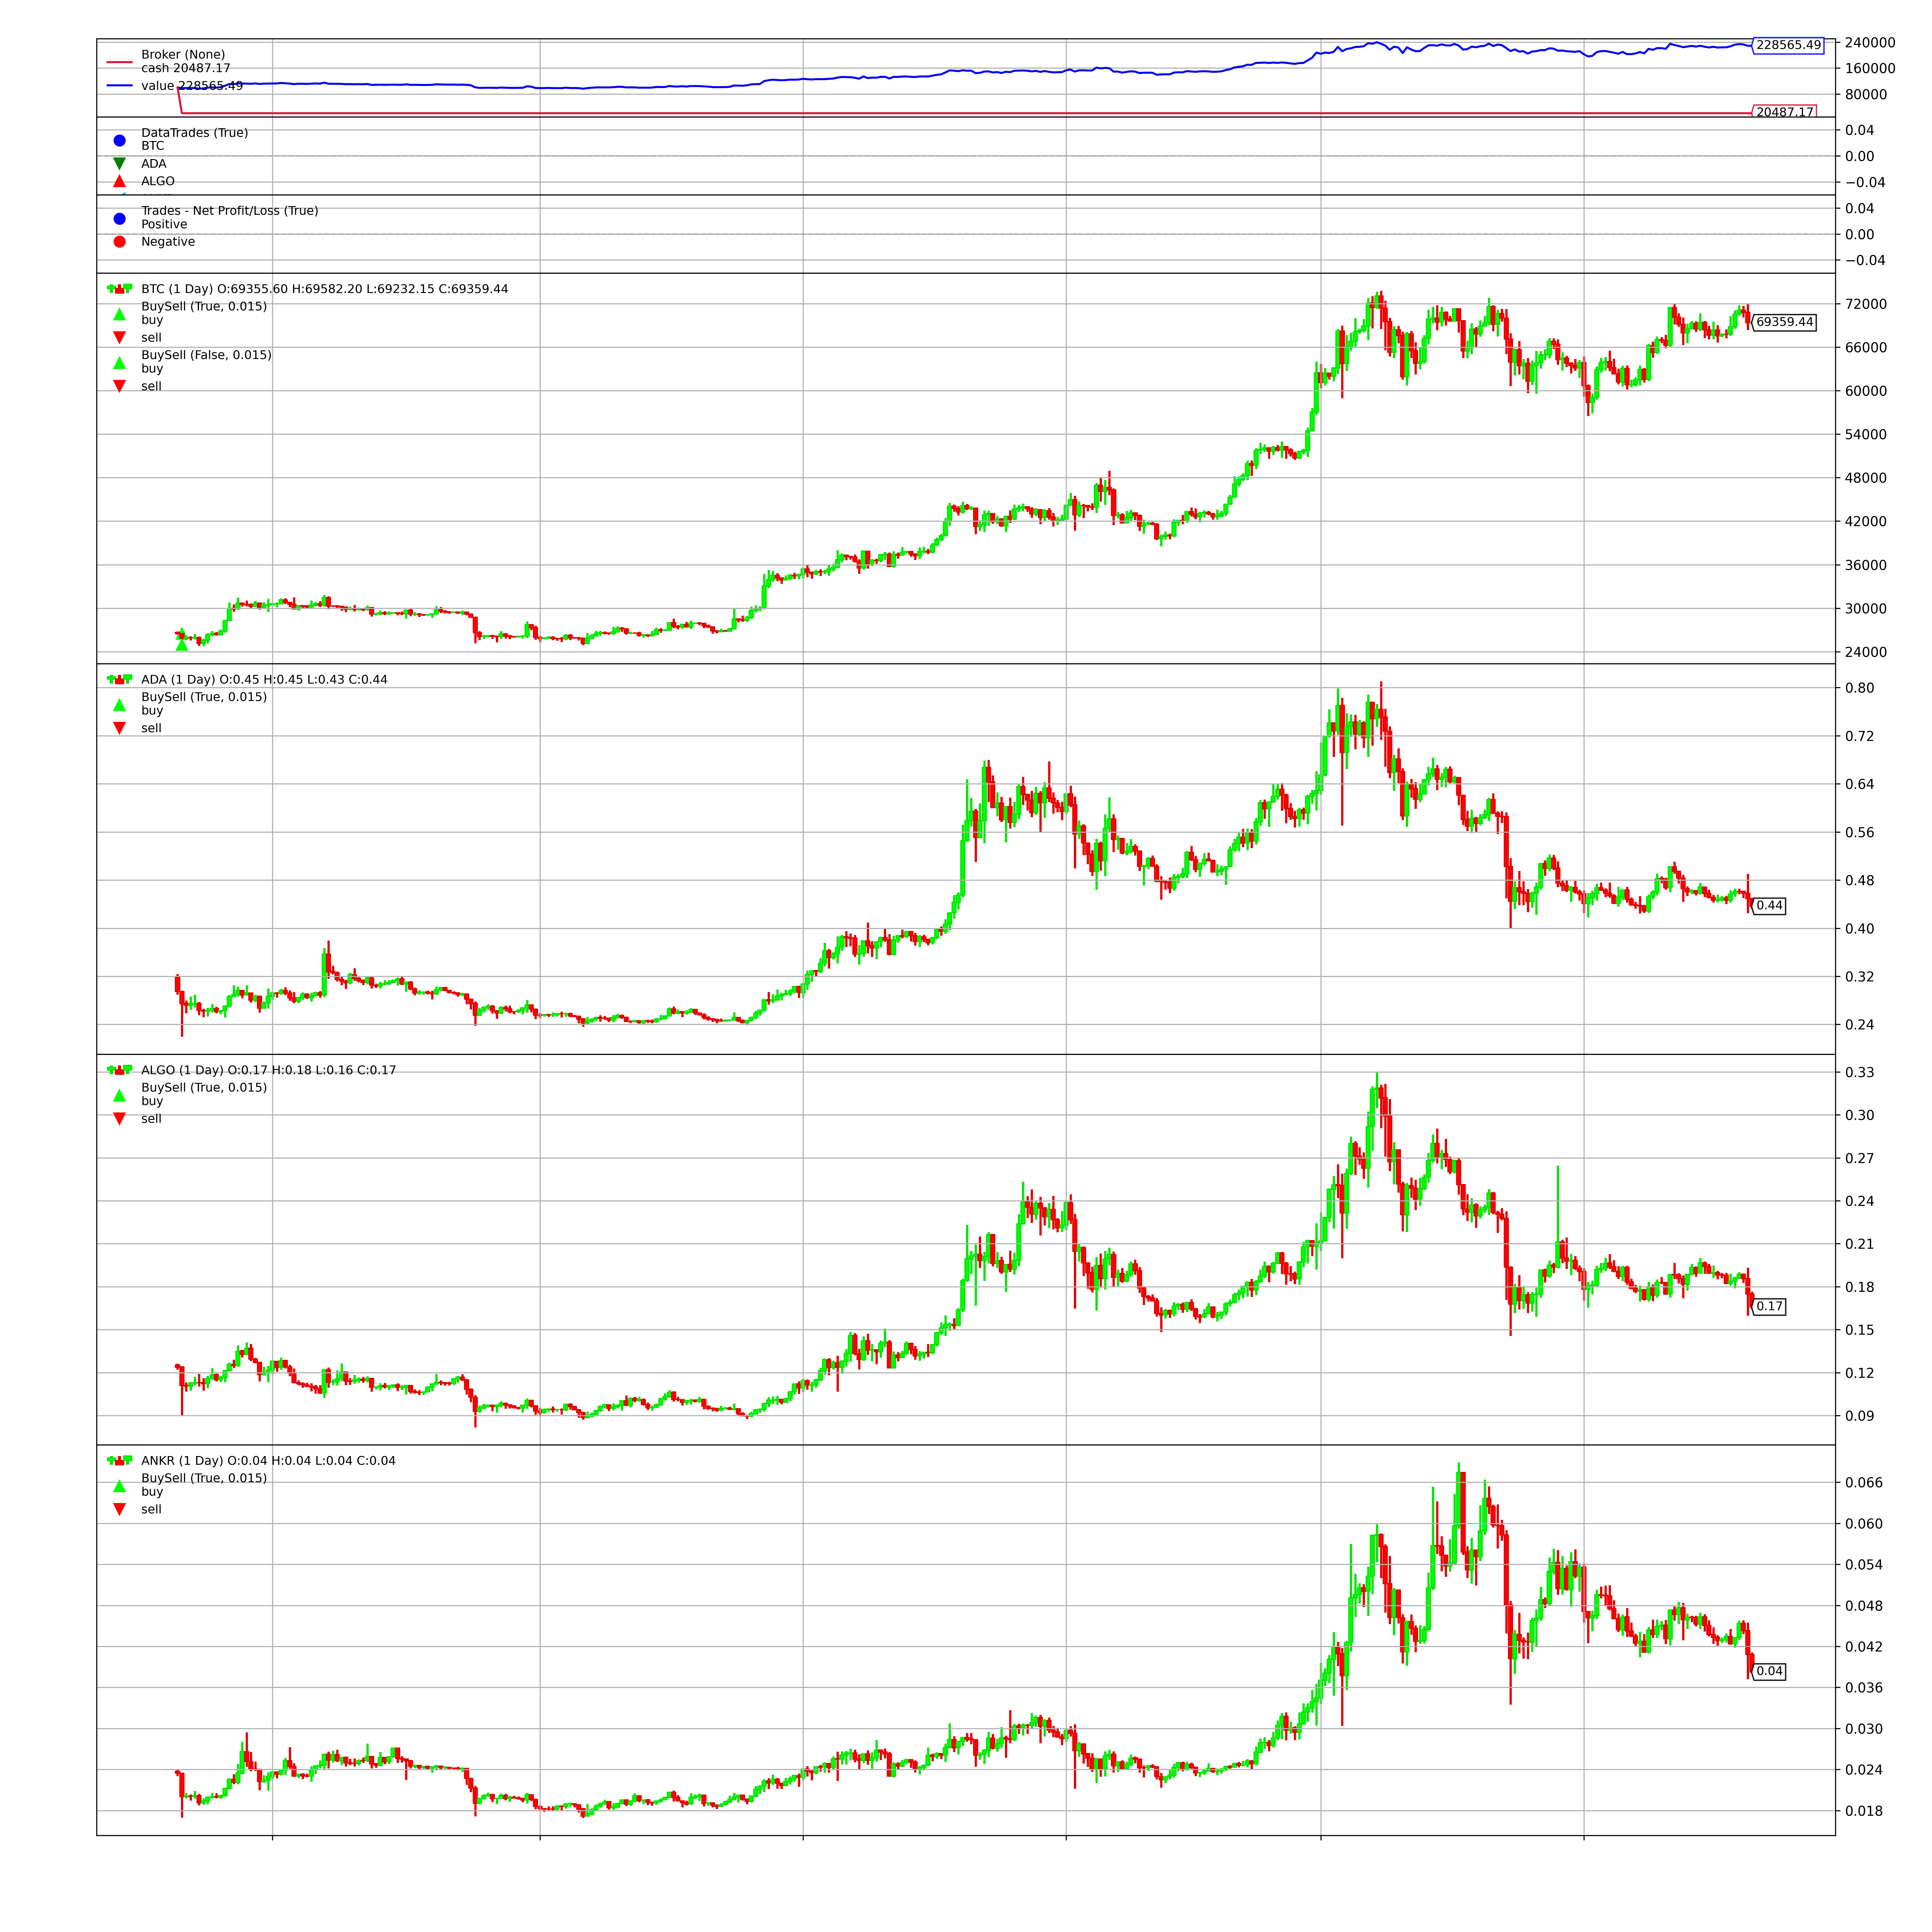 Broker (None)
cash 20487.17
value 228565.49
228565.49
20487.17
240000
160000
80000
DataTrades (True)
BTC
ADA
ALGO
0.04
0.00
−0.04
Trades - Net Profit/Loss (True)
Positive
Negative
0.04
0.00
−0.04
BTC (1 Day) O:69355.60 H:69582.20 L:69232.15 C:69359.44
BuySell (True, 0.015)
buy
sell
BuySell (False, 0.015)
buy
sell
69359.44
72000
66000
60000
54000
48000
42000
36000
30000
24000
ADA (1 Day) O:0.45 H:0.45 L:0.43 C:0.44
BuySell (True, 0.015)
buy
sell
0.44
0.80
0.72
0.64
0.56
0.48
0.40
0.32
0.24
ALGO (1 Day) O:0.17 H:0.18 L:0.16 C:0.17
BuySell (True, 0.015)
buy
sell
0.17
0.33
0.30
0.27
0.24
0.21
0.18
0.15
0.12
0.09
ANKR (1 Day) O:0.04 H:0.04 L:0.04 C:0.04
BuySell (True, 0.015)
buy
sell
0.04
0.066
0.060
0.054
0.048
0.042
0.036
0.030
0.024
0.018